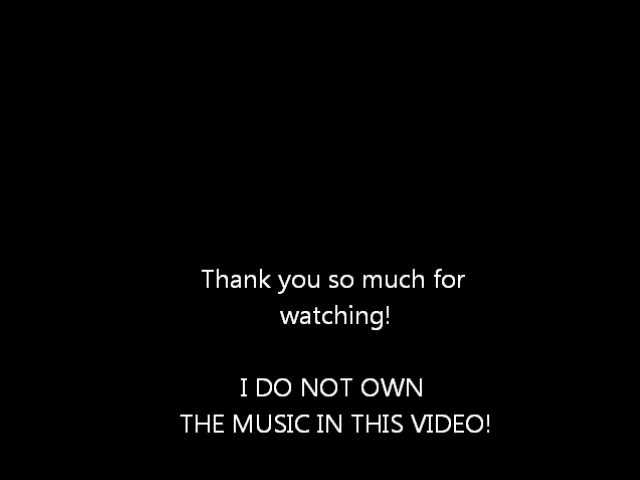 Thank you so much for
watching!
I DO NOT OWN
THE MUSIC IN THIS VIDEO!